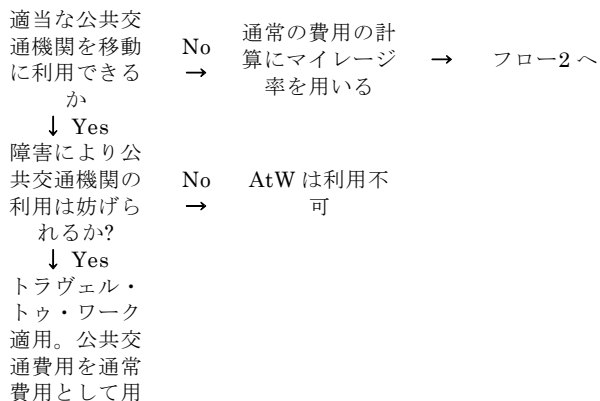 適当な公共交
通機関を移動
に利用できる
か
No
→
通常の費用の計
算にマイレージ
率を用いる
→
フロー2 へ
↓ Yes
障害により公
共交通機関の
利用は妨げら
れるか?
No
→
AtW は利用不
可
↓ Yes
トラヴェル・
トゥ・ワーク
適用。公共交
通費用を通常
費用として用